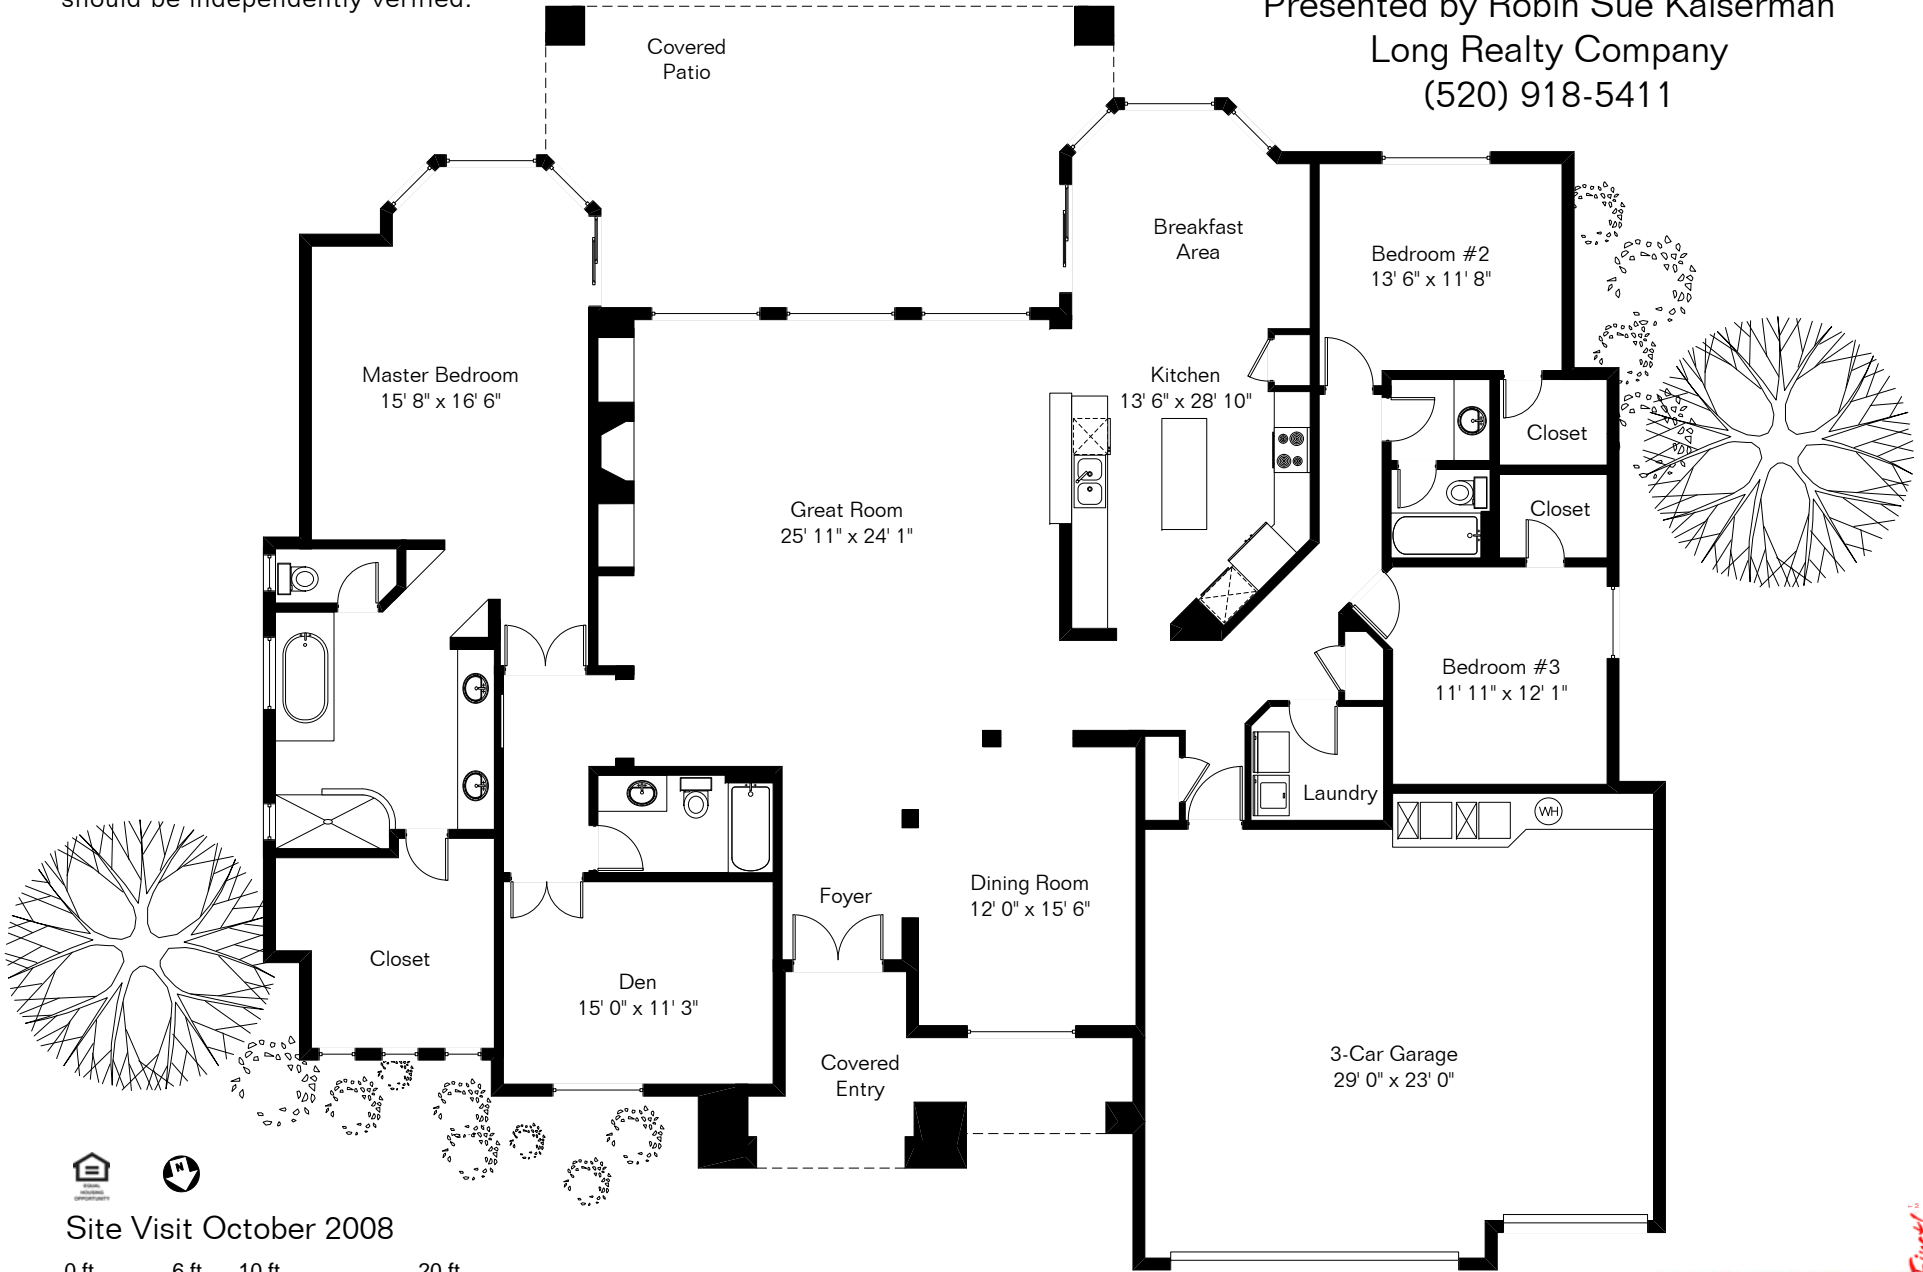 should be independently verified.
Presented by Robin Sue Kaiserman
Long Realty Company
(520) 918-5411
Covered
Patio
Breakfast
Area
Bedroom #2
13' 6" x 11' 8"
Master Bedroom
15' 8" x 16' 6"
Kitchen
13' 6" x 28' 10"
Closet
Great Room
25' 11" x 24' 1"
Closet
Bedroom #3
11' 11" x 12' 1"
Laundry
WH
Foyer
Dining Room
12' 0" x 15' 6"
Closet
Den
15' 0" x 11' 3"
Covered
Entry
3-Car Garage
29' 0" x 23' 0"
N
EQUAL
HOUSING
OPPORTUNITY
Site Visit October 2008
0 ft 6 ft 10 ft 20 ft